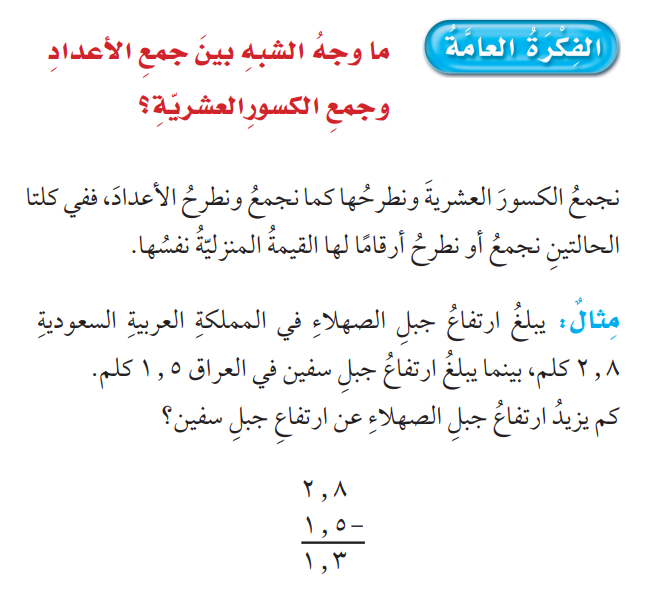 الفِكْرَةُ العامَّةُ
ما وجهُ الشبهِ بينَ جمعِ الأعدادِ
وجمعِ الكسورِالعشريّةِ؟
نجمعُ الكسورَ العشريةَ ونطرحُها كما نجمعُ ونطرحُ الأعدادَ، ففي كلتا
الحالتينِ نجمعُ أو نطرحُ أرقامًا لها القيمةُ المنزليّةُ نفسُها.
مِثالٌ: يبلغُ ارتفاعُ جبلِ الصهلاءِ في المملكةِ العربيةِ السعوديةِ
٢,٨ كلم، بينما يبلغُ ارتفاعُ جبلِ سفين في العراق ١,٥ كلم.
كم يزيدُ ارتفاعُ جبلِ الصهلاءِ عن ارتفاعِ جبلِ سفين؟
٢,٨
١,٥−
١,٣